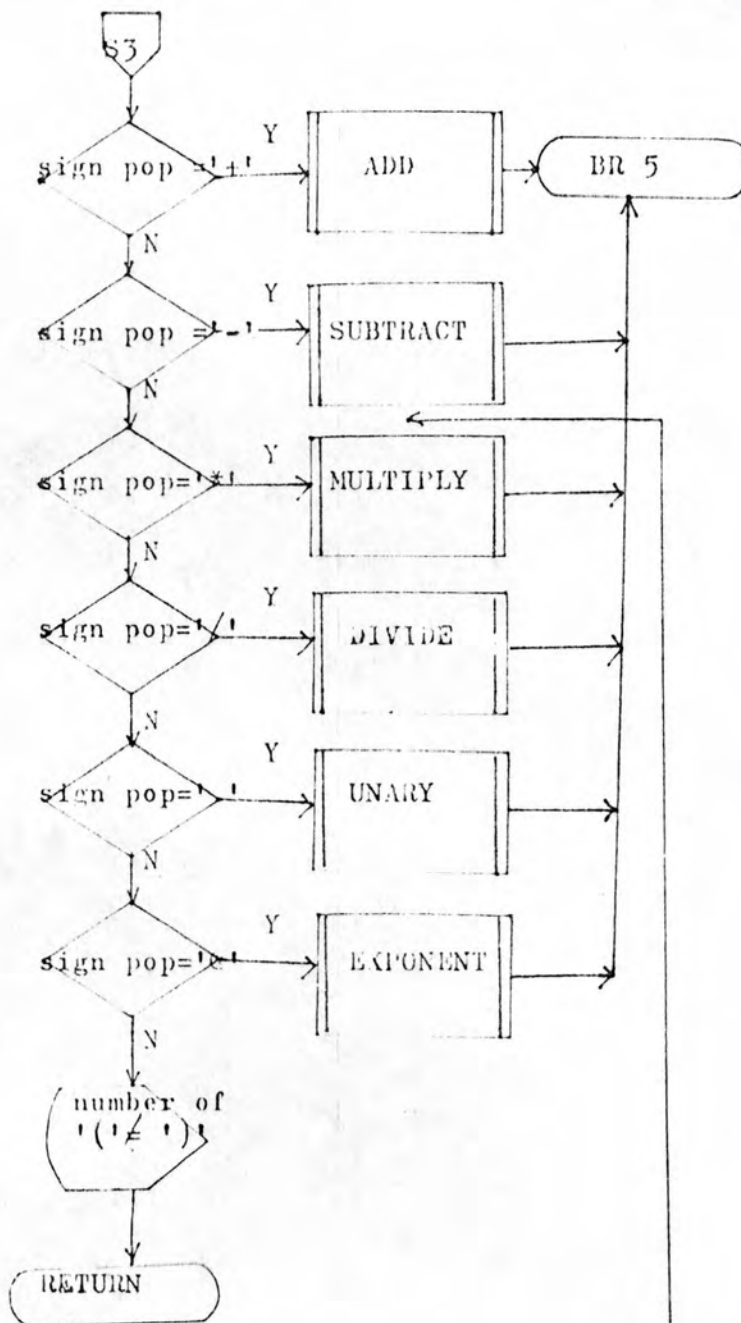 S3
sign pop ='+'
Y
ADD
BR 5
N
sign pop ='-'
Y
SUBTRACT
N
sign pop='*'
Y
MULTIPLY
N
sign pop='/'
Y
DIVIDE
N
sign pop=' '
Y
UNARY
N
sign pop='@'
Y
EXPONENT
N
number of
'('≠ ')'
RETURN